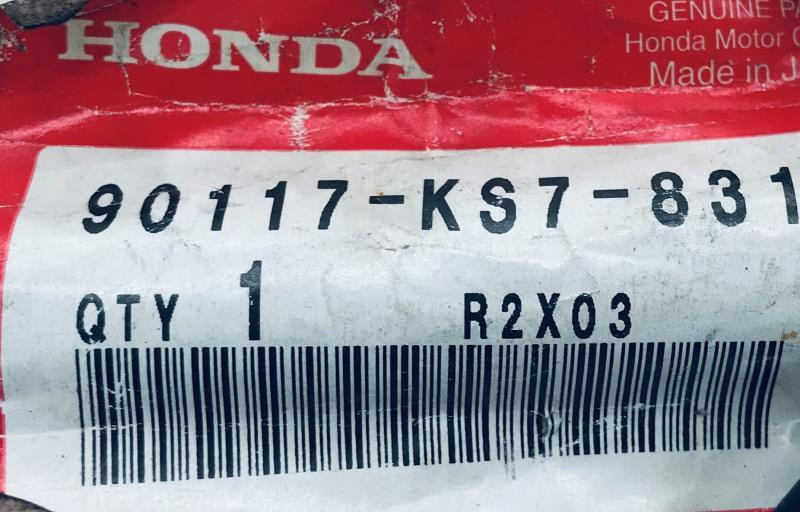 HONDA
GENUINE
Honda Motor
Made in
90117-KS7-831
QTY 1
R2X03